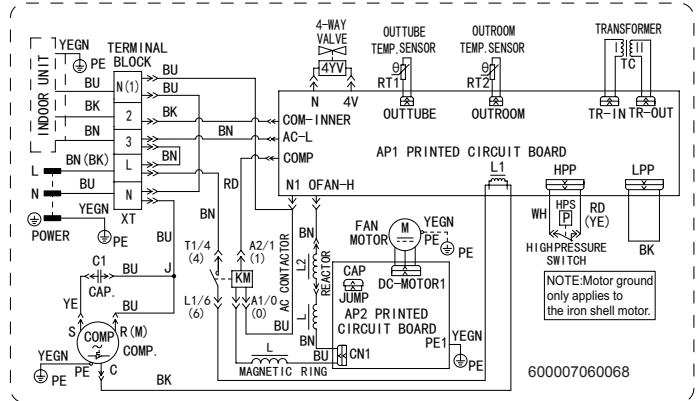 INDOOR UNIT
YEGN
PE
TERMINAL
BLOCK
BU
N(1)
BU
BU
BK
2
BK
BN
3
BN
BN
L
BN(BK)
L
N
BU
N
YEGN
PE
XT
POWER
4-WAY
VALVE
4YV
N
4V
OUTTUBE
TEMP.SENSOR
θ
RT1
OUTTUBE
OUTROOM
TEMP.SENSOR
θ
RT2
OUTROOM
TRANSFORMER
I
II
TC
TR-IN
TR-OUT
COM-INNER
AC-L
COMP
AP1 PRINTED CIRCUIT BOARD
N1
OFAN-H
L1
HPP
LPP
WH
HPS
P
RD
(YE)
HIGH PRESSURE
SWITCH
BK
RD
BN
BU
T1/4
(4)
A2/1
(1)
KM
L1/6
(6)
A1/0
(0)
AC CONTACTOR
BU
BN
L2
REACTOR
L
BN
FAN
MOTOR
M
YEGN
PE
PE
CAP
JUMP
DC-MOTOR1
AP2 PRINTED
CIRCUIT BOARD
CN1
PE1
YEGN
PE
NOTE:Motor ground
only applies to
the iron shell motor.
C1
BU
J
CAP.
YE
BU
S
R(M)
COMP
COMP.
YEGN
PE
PE
C
BK
L
MAGNETIC RING
600007060068